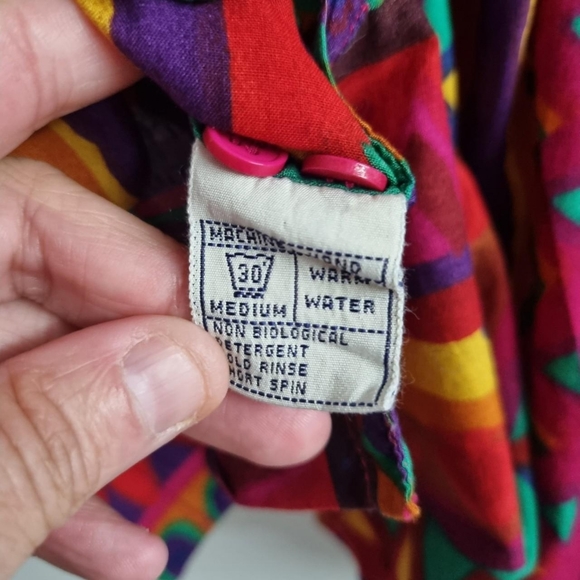 MACHINE HAND
30° WARM
MEDIUM WATER
NON BIOLOGICAL
DETERGENT
COLD RINSE
SHORT SPIN